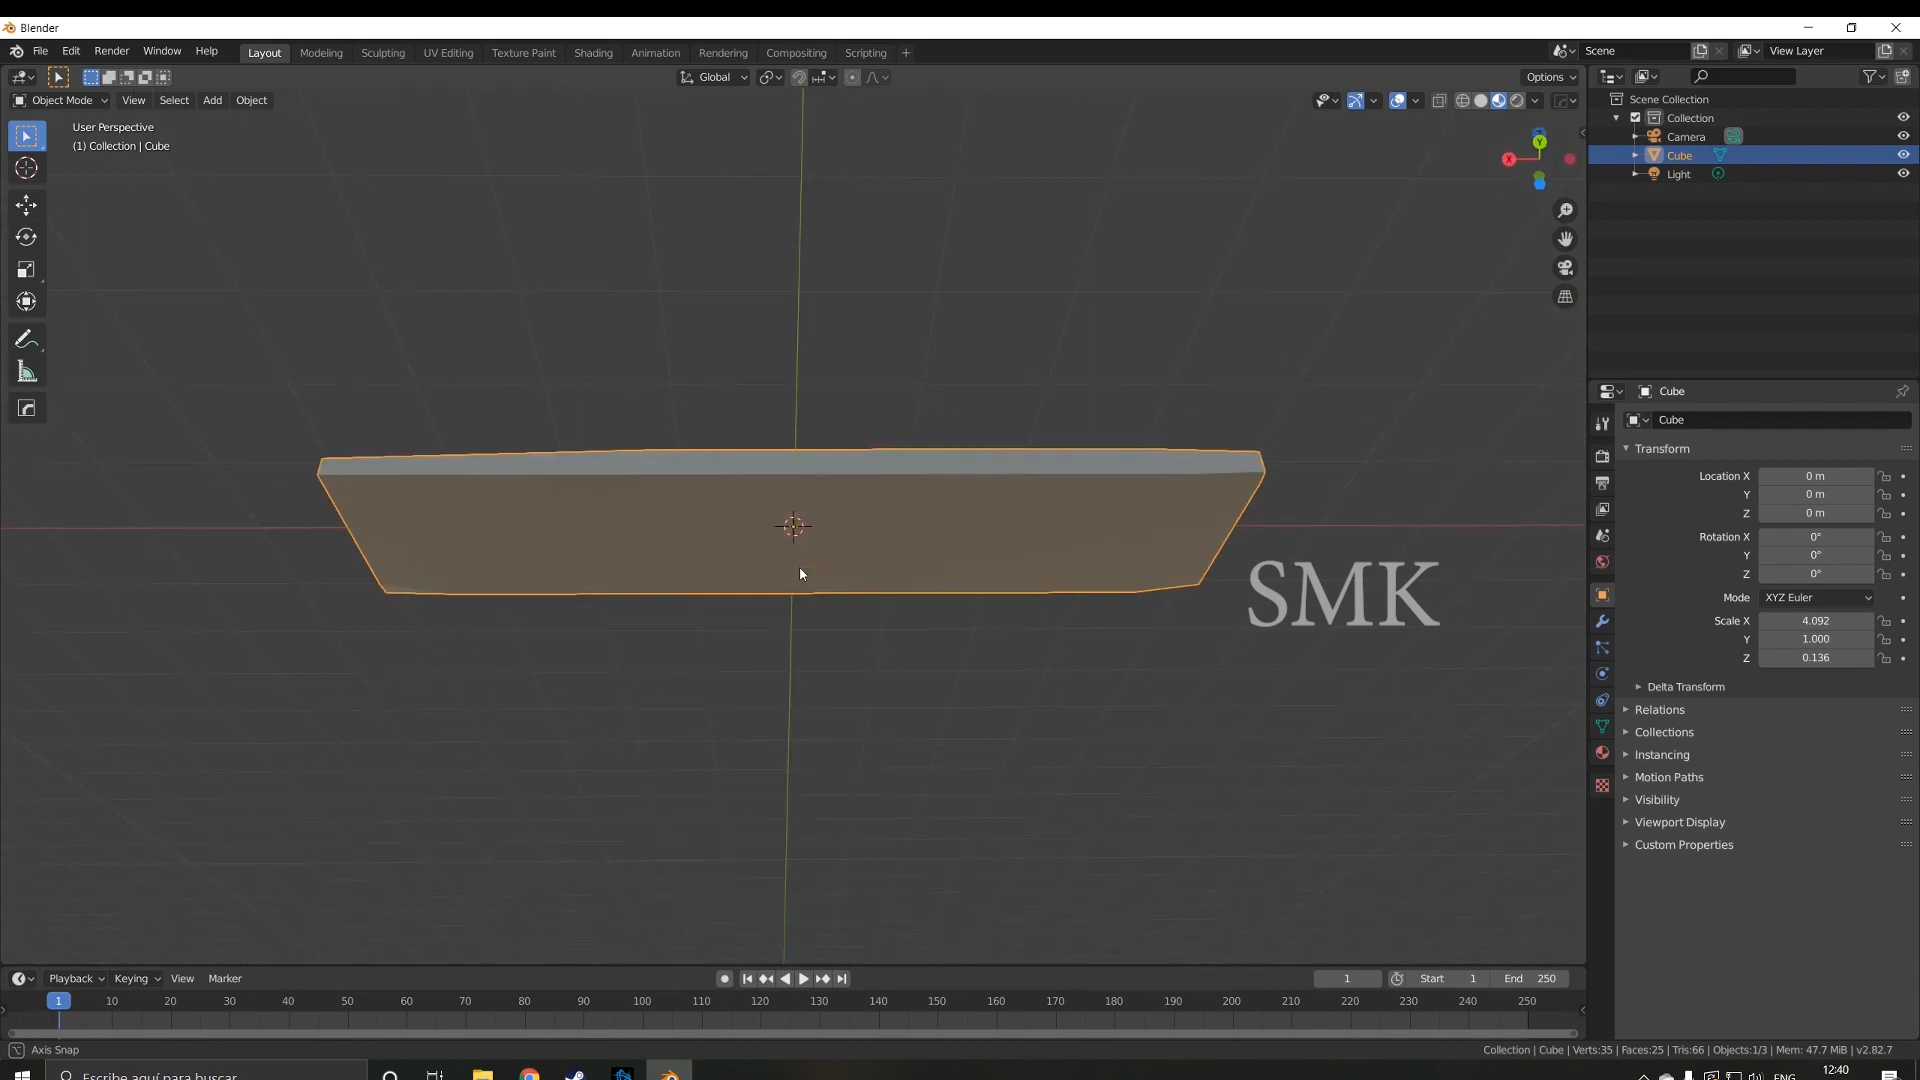 Blender
File Edit Render Window Help Layout Modeling Sculpting UV Editing Texture Paint Shading Animation Rendering Compositing Scripting + Scene View Layer
Global Options
Object Mode View Select Add Object
User Perspective
(1) Collection | Cube
Y
X
SMK
Scene Collection
Collection
Camera
Cube
Light
Cube
Cube
Transform
Location X 0 m
Y 0 m
Z 0 m
Rotation X 0°
Y 0°
Z 0°
Mode XYZ Euler
Scale X 4.092
Y 1.000
Z 0.136
Delta Transform
Relations
Collections
Instancing
Motion Paths
Visibility
Viewport Display
Custom Properties
Playback Keying View Marker 1 Start 1 End 250
1 10 20 30 40 50 60 70 80 90 100 110 120 130 140 150 160 170 180 190 200 210 220 230 240 250
Axis Snap Collection | Cube | Verts:35 | Faces:25 | Tris:66 | Objects:1/3 | Mem: 47.7 MiB | v2.82.7
Escribe aquí para buscar ENG 12:40